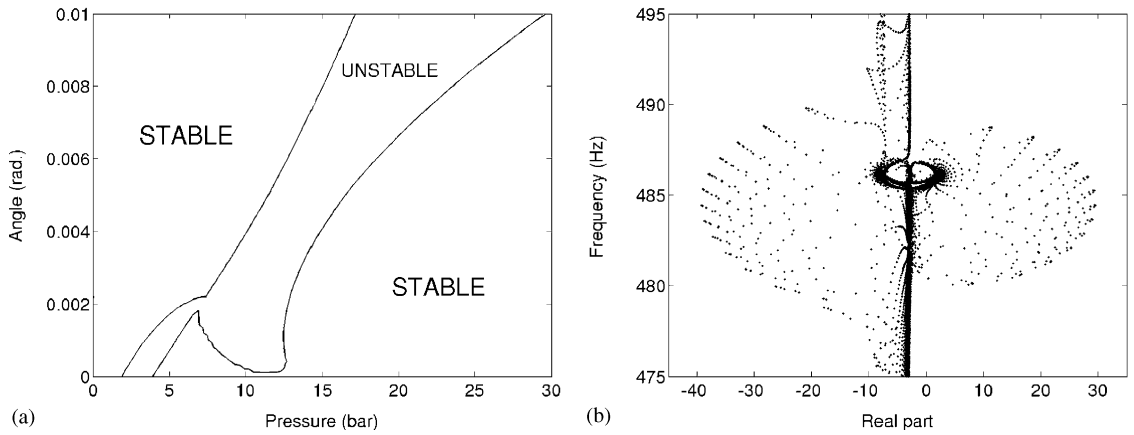 0.01
0.008
0.006
0.004
0.002
0
Angle (rad.)
STABLE
UNSTABLE
STABLE
0 5 10 15 20 25 30
Pressure (bar)
(a)
495
490
485
480
475
Frequency (Hz)
-40 -30 -20 -10 0 10 20 30
Real part
(b)